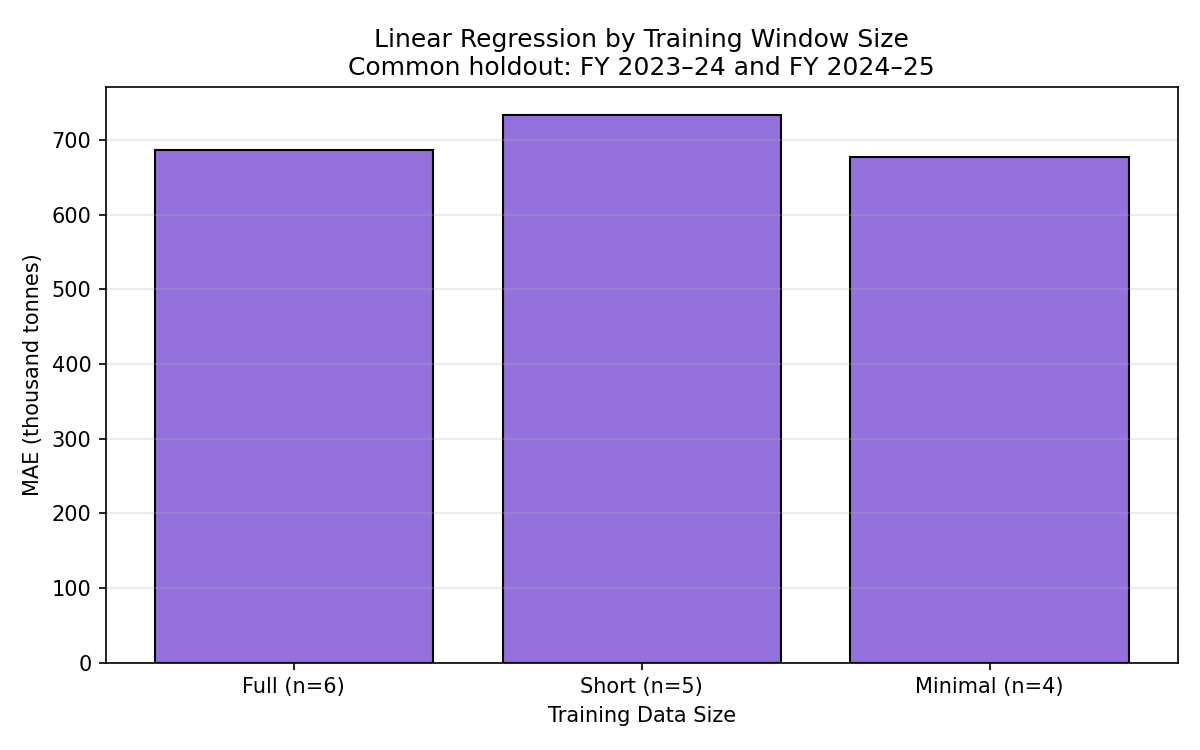 Linear Regression by Training Window Size
Common holdout: FY 2023–24 and FY 2024–25
MAE (thousand tonnes)
700
600
500
400
300
200
100
0
Full (n=6)
Short (n=5)
Minimal (n=4)
Training Data Size